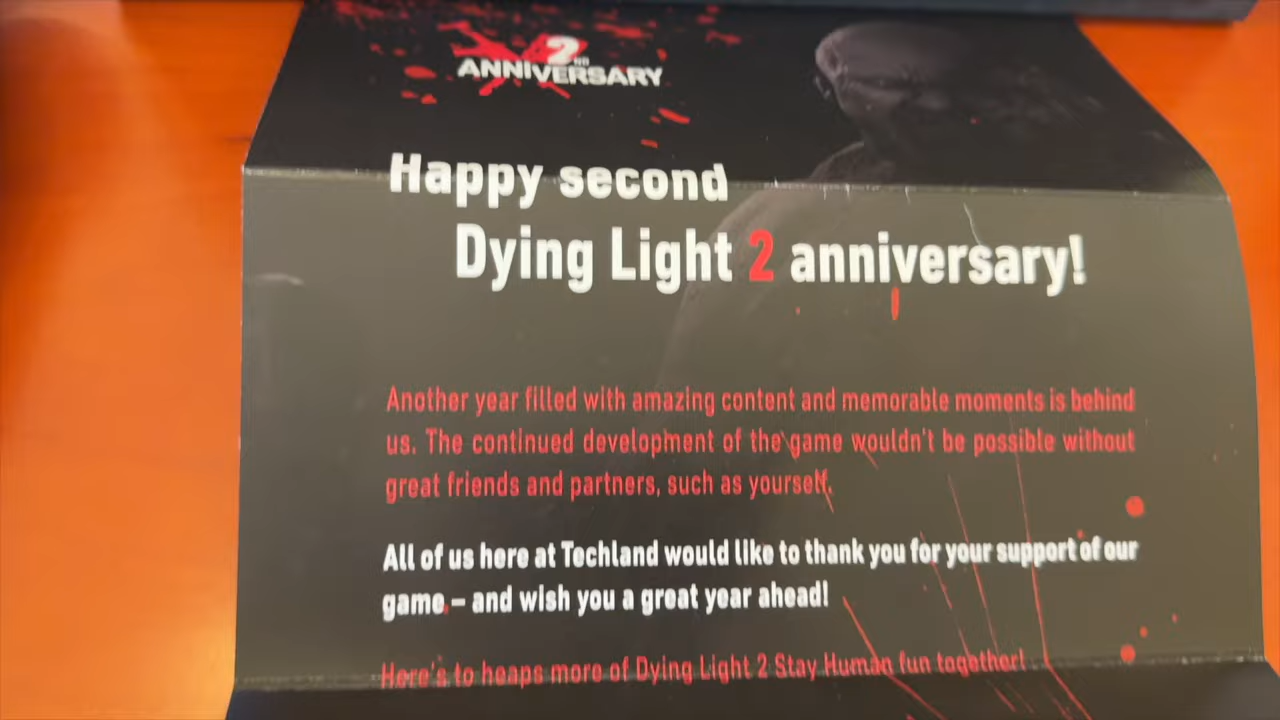 2ND
ANNIVERSARY
Happy second
Dying Light 2 anniversary!
Another year filled with amazing content and memorable moments is behind
us. The continued development of the game wouldn't be possible without
great friends and partners, such as yourself.
All of us here at Techland would like to thank you for your support of our
game – and wish you a great year ahead!
Here's to heaps more of Dying Light 2 Stay Human fun together!